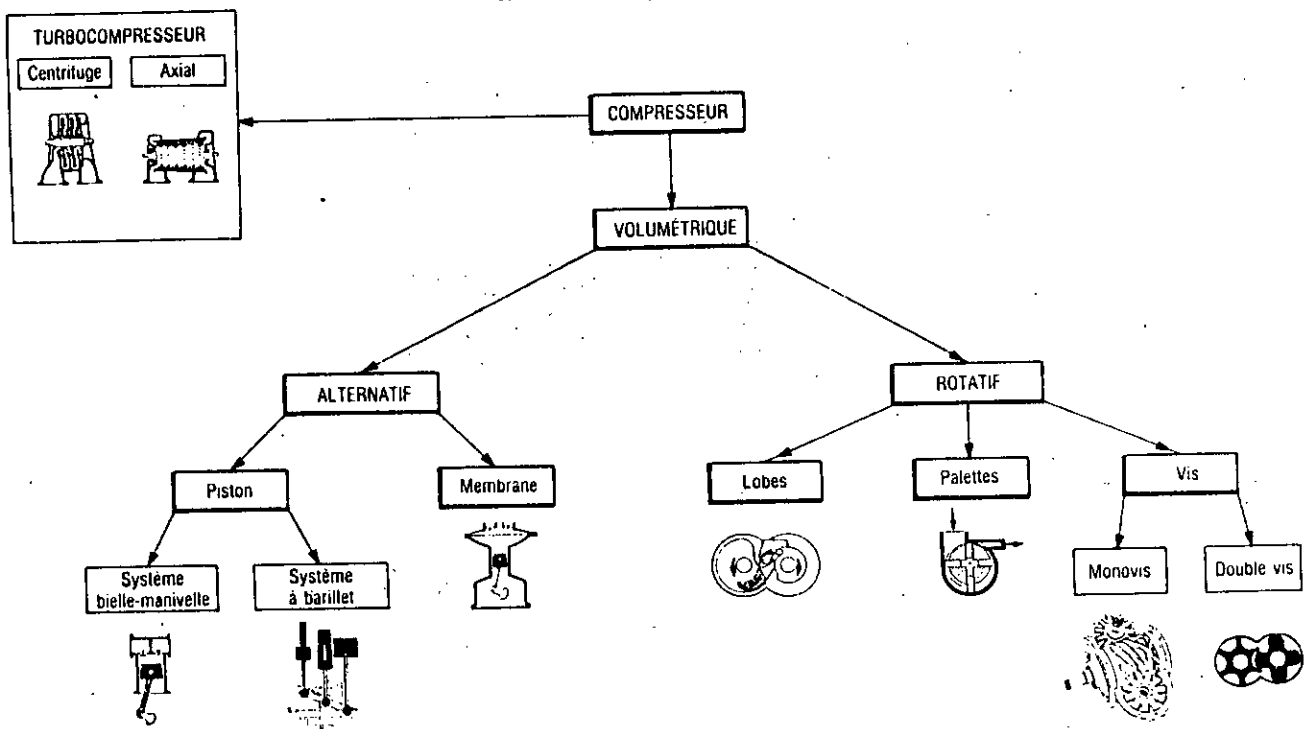 TURBOCOMPRESSEUR
Centrifuge
Axial
COMPRESSEUR
VOLUMÉTRIQUE
ALTERNATIF
ROTATIF
Piston
Membrane
Lobes
Palettes
Vis
Système
bielle-manivelle
Système
à barillet
Monovis
Double vis